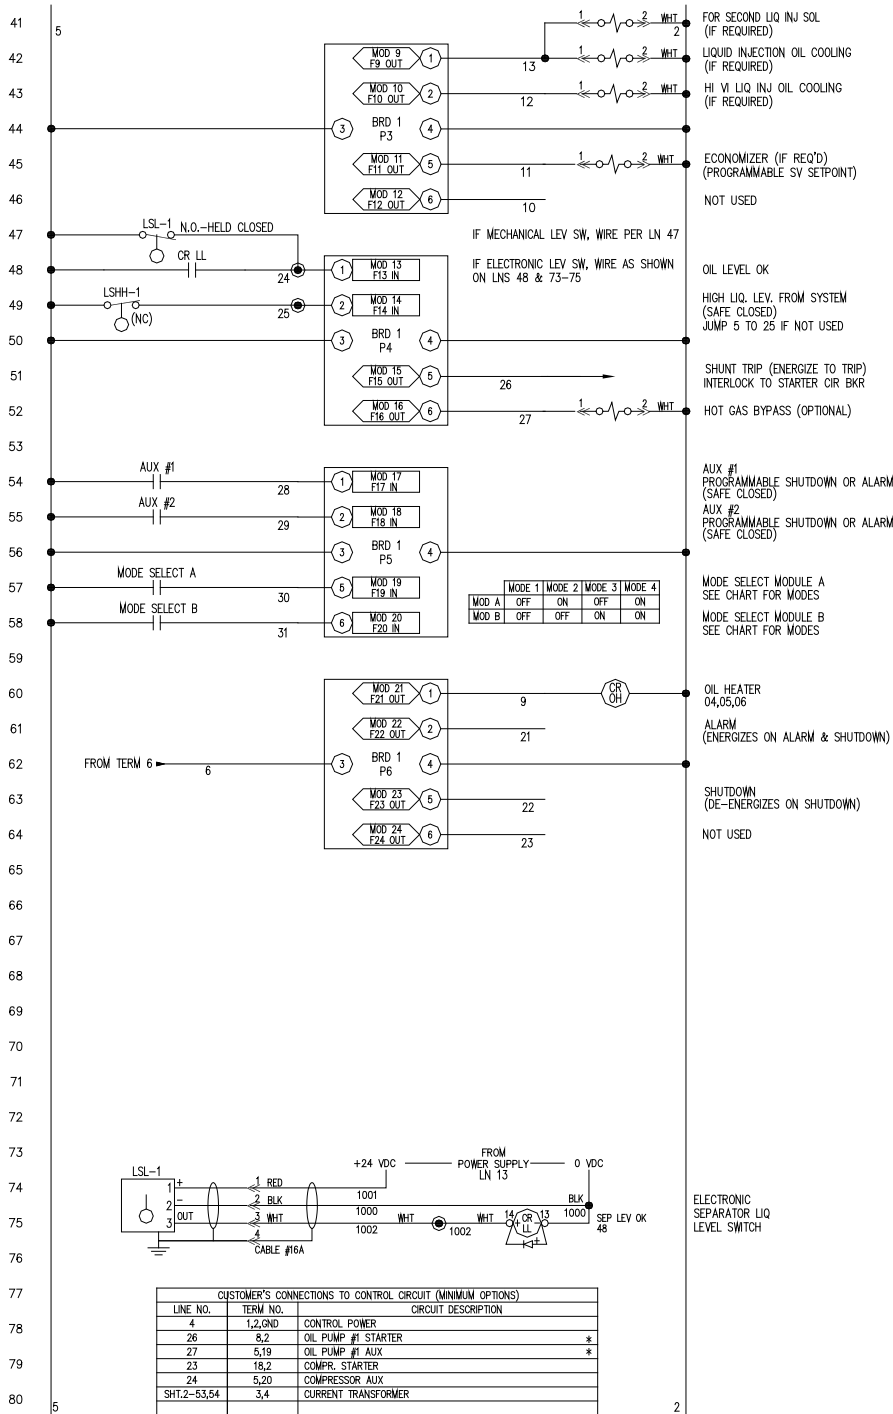 41
5
1
2
WHT
2
FOR SECOND LIQ INJ SOL
(IF REQUIRED)
42
MOD 9
F9 OUT
1
13
1
2
WHT
LIQUID INJECTION OIL COOLING
(IF REQUIRED)
43
MOD 10
F10 OUT
2
12
1
2
WHT
HI VI LIQ INJ OIL COOLING
(IF REQUIRED)
44
3
BRD 1
P3
4
45
MOD 11
F11 OUT
5
11
1
2
WHT
ECONOMIZER (IF REQ'D)
(PROGRAMMABLE SV SETPOINT)
46
MOD 12
F12 OUT
6
10
NOT USED
47
LSL-1
N.O.-HELD CLOSED
IF MECHANICAL LEV SW, WIRE PER LN 47
48
CR LL
24
1
MOD 13
F13 IN
IF ELECTRONIC LEV SW, WIRE AS SHOWN
ON LNS 48 & 73-75
OIL LEVEL OK
49
LSHH-1
(NC)
25
2
MOD 14
F14 IN
HIGH LIQ. LEV. FROM SYSTEM
(SAFE CLOSED)
JUMP 5 TO 25 IF NOT USED
50
3
BRD 1
P4
4
51
MOD 15
F15 OUT
5
26
SHUNT TRIP (ENERGIZE TO TRIP)
INTERLOCK TO STARTER CIR BKR
52
MOD 16
F16 OUT
6
27
1
2
WHT
HOT GAS BYPASS (OPTIONAL)
53
54
AUX #1
28
1
MOD 17
F17 IN
AUX #1
PROGRAMMABLE SHUTDOWN OR ALARM
(SAFE CLOSED)
55
AUX #2
29
2
MOD 18
F18 IN
AUX #2
PROGRAMMABLE SHUTDOWN OR ALARM
(SAFE CLOSED)
56
3
BRD 1
P5
4
57
MODE SELECT A
30
5
MOD 19
F19 IN
MODE SELECT MODULE A
SEE CHART FOR MODES
58
MODE SELECT B
31
6
MOD 20
F20 IN
MODE SELECT MODULE B
SEE CHART FOR MODES
MODE 1 MODE 2 MODE 3 MODE 4
MOD A OFF ON OFF ON
MOD B OFF OFF ON ON
59
60
MOD 21
F21 OUT
1
9
CR
OH
OIL HEATER
04,05,06
61
MOD 22
F22 OUT
2
21
ALARM
(ENERGIZES ON ALARM & SHUTDOWN)
62
FROM TERM 6
6
3
BRD 1
P6
4
63
MOD 23
F23 OUT
5
22
SHUTDOWN
(DE-ENERGIZES ON SHUTDOWN)
64
MOD 24
F24 OUT
6
23
NOT USED
65
66
67
68
69
70
71
72
73
+24 VDC
FROM
POWER SUPPLY
LN 13
0 VDC
74
LSL-1
1
+
1
RED
1001
2
-
2
BLK
1000
BLK
1000
75
3
OUT
3
WHT
1002
WHT
1002
WHT
14
CR
LL
13
+
SEP LEV OK
48
4
CABLE #16A
ELECTRONIC
SEPARATOR LIQ
LEVEL SWITCH
76
77
CUSTOMER'S CONNECTIONS TO CONTROL CIRCUIT (MINIMUM OPTIONS)
LINE NO. TERM NO. CIRCUIT DESCRIPTION
78
4 1,2,GND CONTROL POWER
26 8,2 OIL PUMP #1 STARTER *
27 5,19 OIL PUMP #1 AUX *
79
23 18,2 COMPR. STARTER
24 5,20 COMPRESSOR AUX
SHT.2-53,54 3,4 CURRENT TRANSFORMER
80
5
2